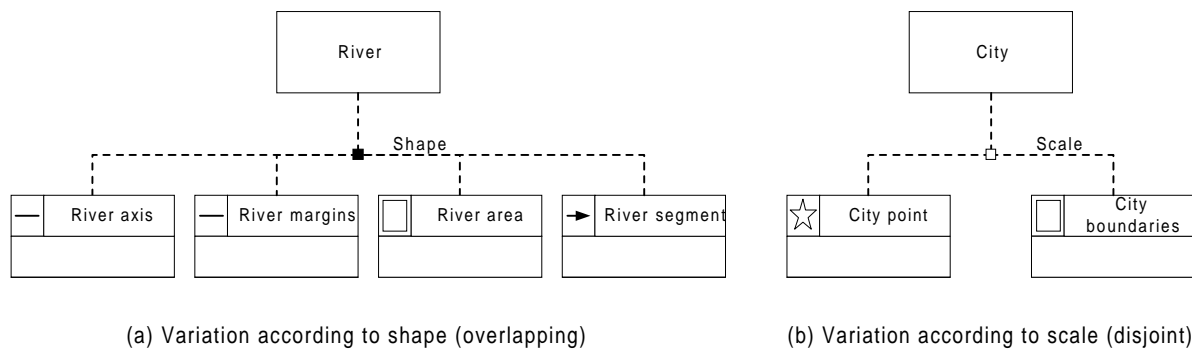 River
City
Shape
Scale
River axis
River margins
River area
River segment
City point
City
boundaries
(a) Variation according to shape (overlapping)
(b) Variation according to scale (disjoint)